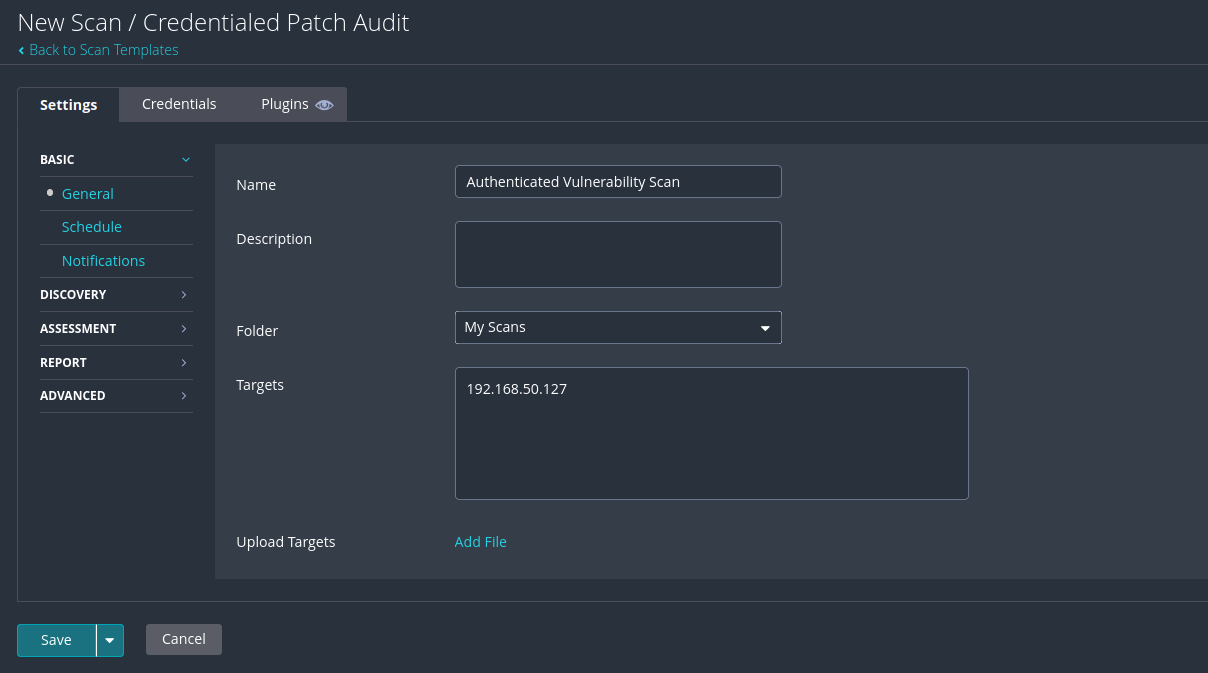 New Scan / Credentialed Patch Audit
Back to Scan Templates
Settings
Credentials
Plugins
BASIC
General
Schedule
Notifications
DISCOVERY
ASSESSMENT
REPORT
ADVANCED
Name
Authenticated Vulnerability Scan
Description
Folder
My Scans
Targets
192.168.50.127
Upload Targets
Add File
Save
Cancel